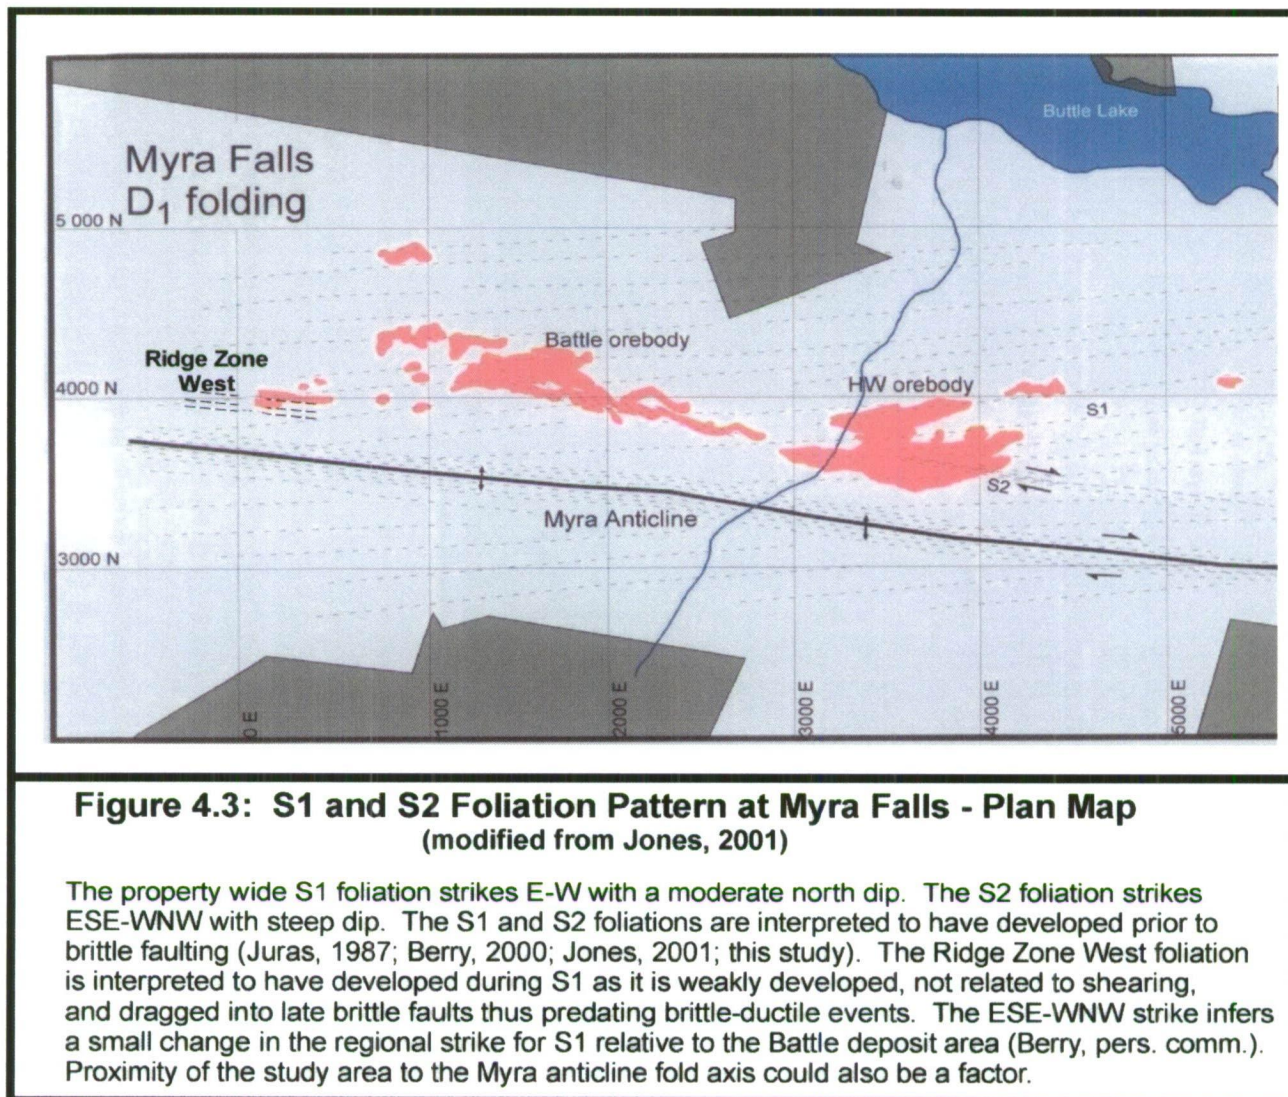 Myra Falls
D1 folding
Buttle Lake
5 000 N
Battle orebody
Ridge Zone
West
4000 N
HW orebody
S1
S2
Myra Anticline
3000 N
0 E
1000 E
2000 E
3000 E
4000 E
5000 E
Figure 4.3: S1 and S2 Foliation Pattern at Myra Falls - Plan Map
(modified from Jones, 2001)
The property wide S1 foliation strikes E-W with a moderate north dip. The S2 foliation strikes
ESE-WNW with steep dip. The S1 and S2 foliations are interpreted to have developed prior to
brittle faulting (Juras, 1987; Berry, 2000; Jones, 2001; this study). The Ridge Zone West foliation
is interpreted to have developed during S1 as it is weakly developed, not related to shearing,
and dragged into late brittle faults thus predating brittle-ductile events. The ESE-WNW strike infers
a small change in the regional strike for S1 relative to the Battle deposit area (Berry, pers. comm.).
Proximity of the study area to the Myra anticline fold axis could also be a factor.